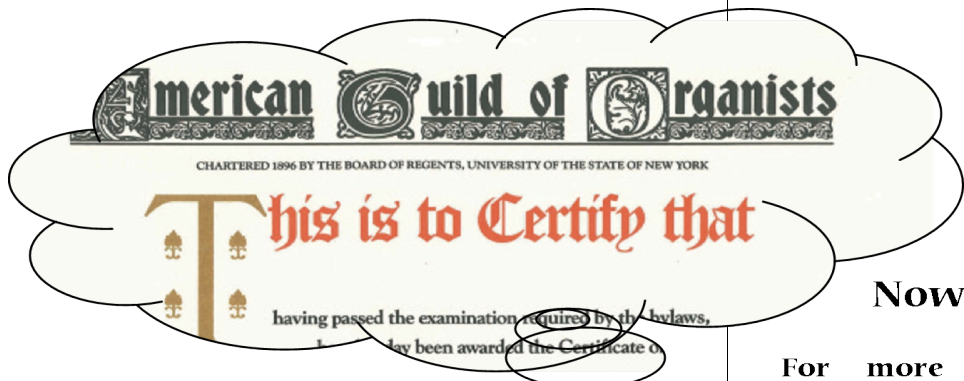 American Guild of Organists
CHARTERED 1896 BY THE BOARD OF REGENTS, UNIVERSITY OF THE STATE OF NEW YORK
This is to Certify that
having passed the examination required by the bylaws,
day been awarded the Certificate of
Now
For more